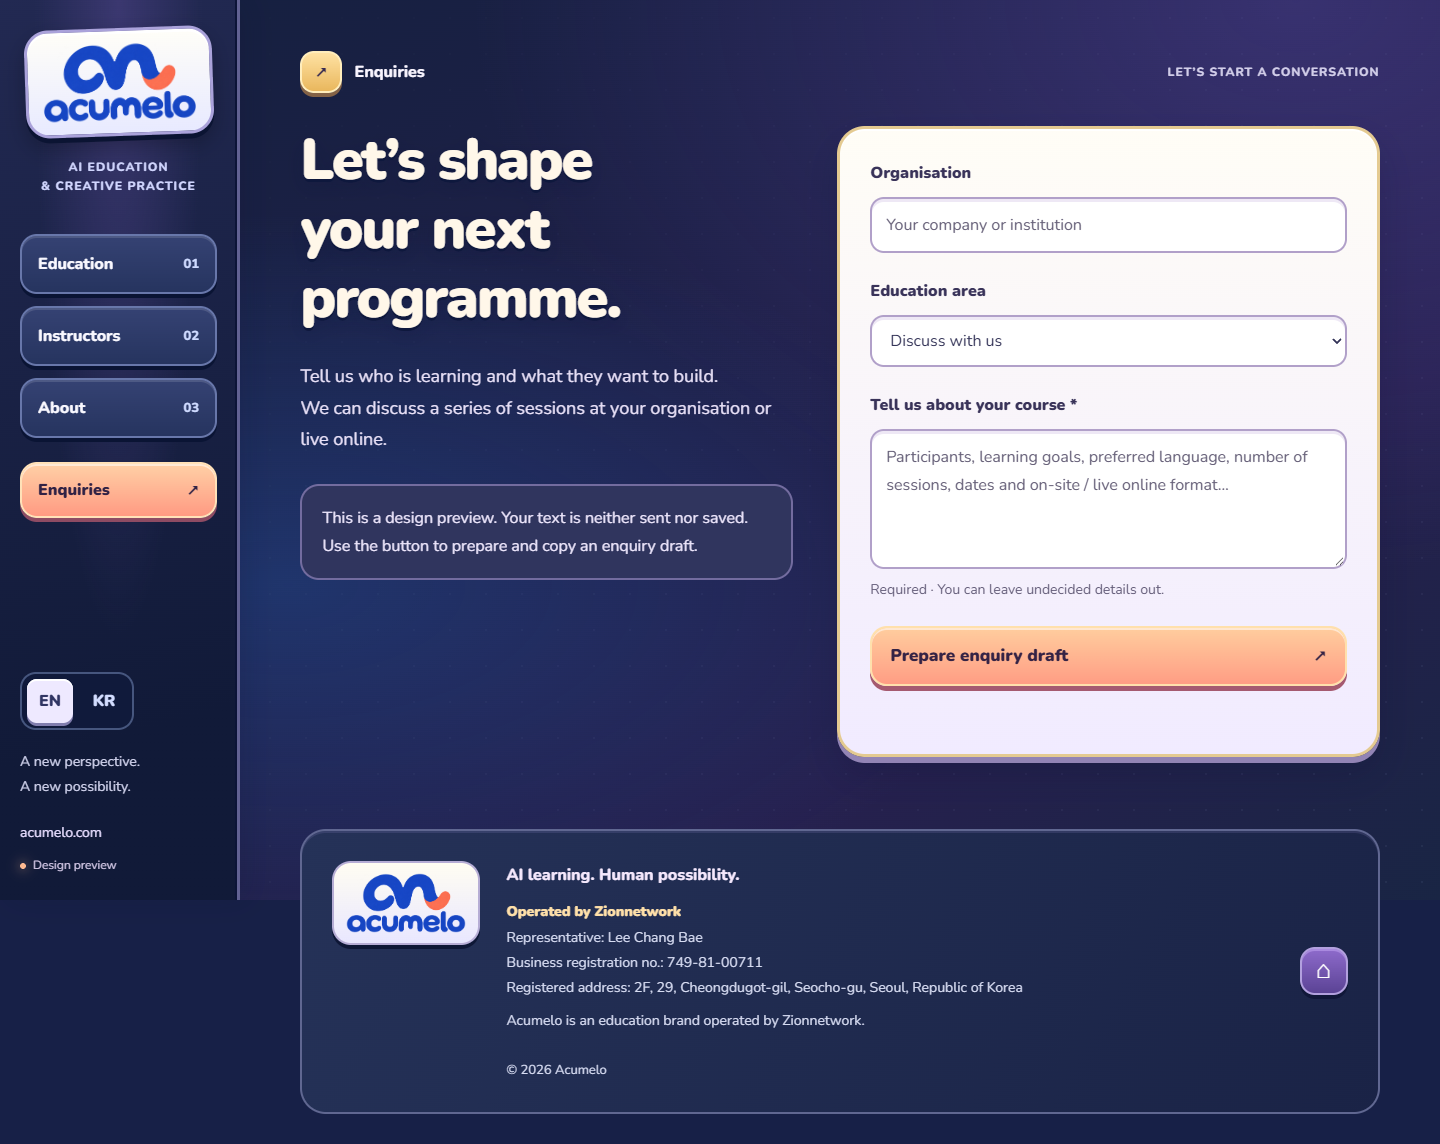 acumelo
AI EDUCATION
& CREATIVE PRACTICE
Education 01
Instructors 02
About 03
Enquiries ↗
EN KR
A new perspective.
A new possibility.
acumelo.com
Design preview
↗ Enquiries
LET'S START A CONVERSATION
Let’s shape
your next
programme.
Tell us who is learning and what they want to build.
We can discuss a series of sessions at your organisation or
live online.
This is a design preview. Your text is neither sent nor saved.
Use the button to prepare and copy an enquiry draft.
Organisation
Your company or institution
Education area
Discuss with us
Tell us about your course *
Participants, learning goals, preferred language, number of
sessions, dates and on-site / live online format…
Required · You can leave undecided details out.
Prepare enquiry draft ↗
acumelo
AI learning. Human possibility.
Operated by Zionnetwork
Representative: Lee Chang Bae
Business registration no.: 749-81-00711
Registered address: 2F, 29, Cheongdugot-gil, Seocho-gu, Seoul, Republic of Korea
Acumelo is an education brand operated by Zionnetwork.
© 2026 Acumelo